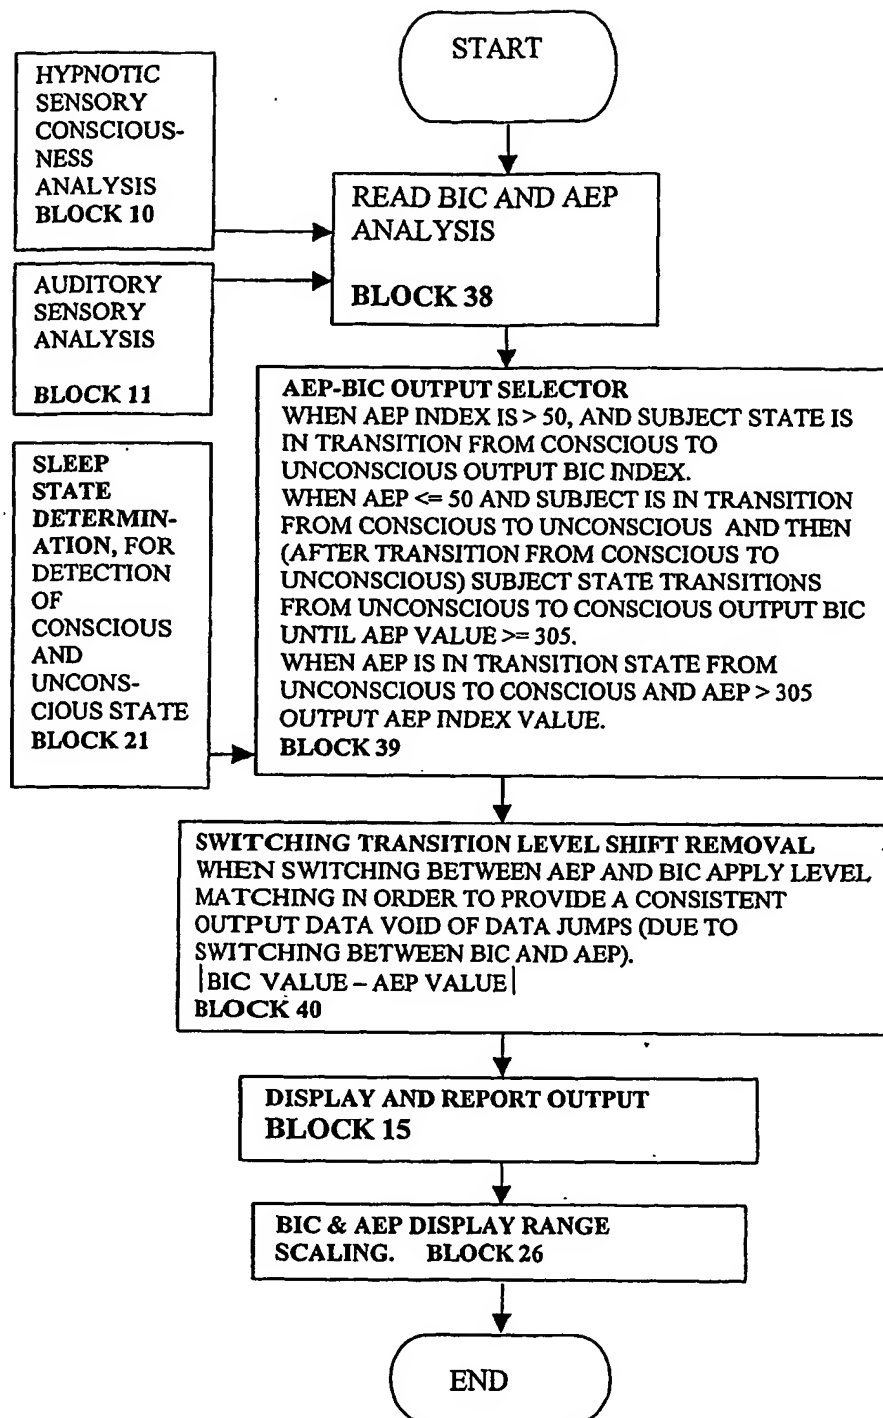 START
HYPNOTIC
SENSORY
CONSCIOUS-
NESS
ANALYSIS
BLOCK 10
READ BIC AND AEP
ANALYSIS
BLOCK 38
AUDITORY
SENSORY
ANALYSIS
BLOCK 11
AEP-BIC OUTPUT SELECTOR
WHEN AEP INDEX IS > 50, AND SUBJECT STATE IS
IN TRANSITION FROM CONSCIOUS TO
UNCONSCIOUS OUTPUT BIC INDEX.
WHEN AEP <= 50 AND SUBJECT IS IN TRANSITION
FROM CONSCIOUS TO UNCONSCIOUS AND THEN
(AFTER TRANSITION FROM CONSCIOUS TO
UNCONSCIOUS) SUBJECT STATE TRANSITIONS
FROM UNCONSCIOUS TO CONSCIOUS OUTPUT BIC
UNTIL AEP VALUE >= 305.
WHEN AEP IS IN TRANSITION STATE FROM
UNCONSCIOUS TO CONSCIOUS AND AEP > 305
OUTPUT AEP INDEX VALUE.
BLOCK 39
SLEEP
STATE
DETERMIN-
ATION, FOR
DETECTION
OF
CONSCIOUS
AND
UNCONS-
CIOUS STATE
BLOCK 21
SWITCHING TRANSITION LEVEL SHIFT REMOVAL
WHEN SWITCHING BETWEEN AEP AND BIC APPLY LEVEL
MATCHING IN ORDER TO PROVIDE A CONSISTENT
OUTPUT DATA VOID OF DATA JUMPS (DUE TO
SWITCHING BETWEEN BIC AND AEP).
|BIC VALUE – AEP VALUE|
BLOCK 40
DISPLAY AND REPORT OUTPUT
BLOCK 15
BIC & AEP DISPLAY RANGE
SCALING. BLOCK 26
END